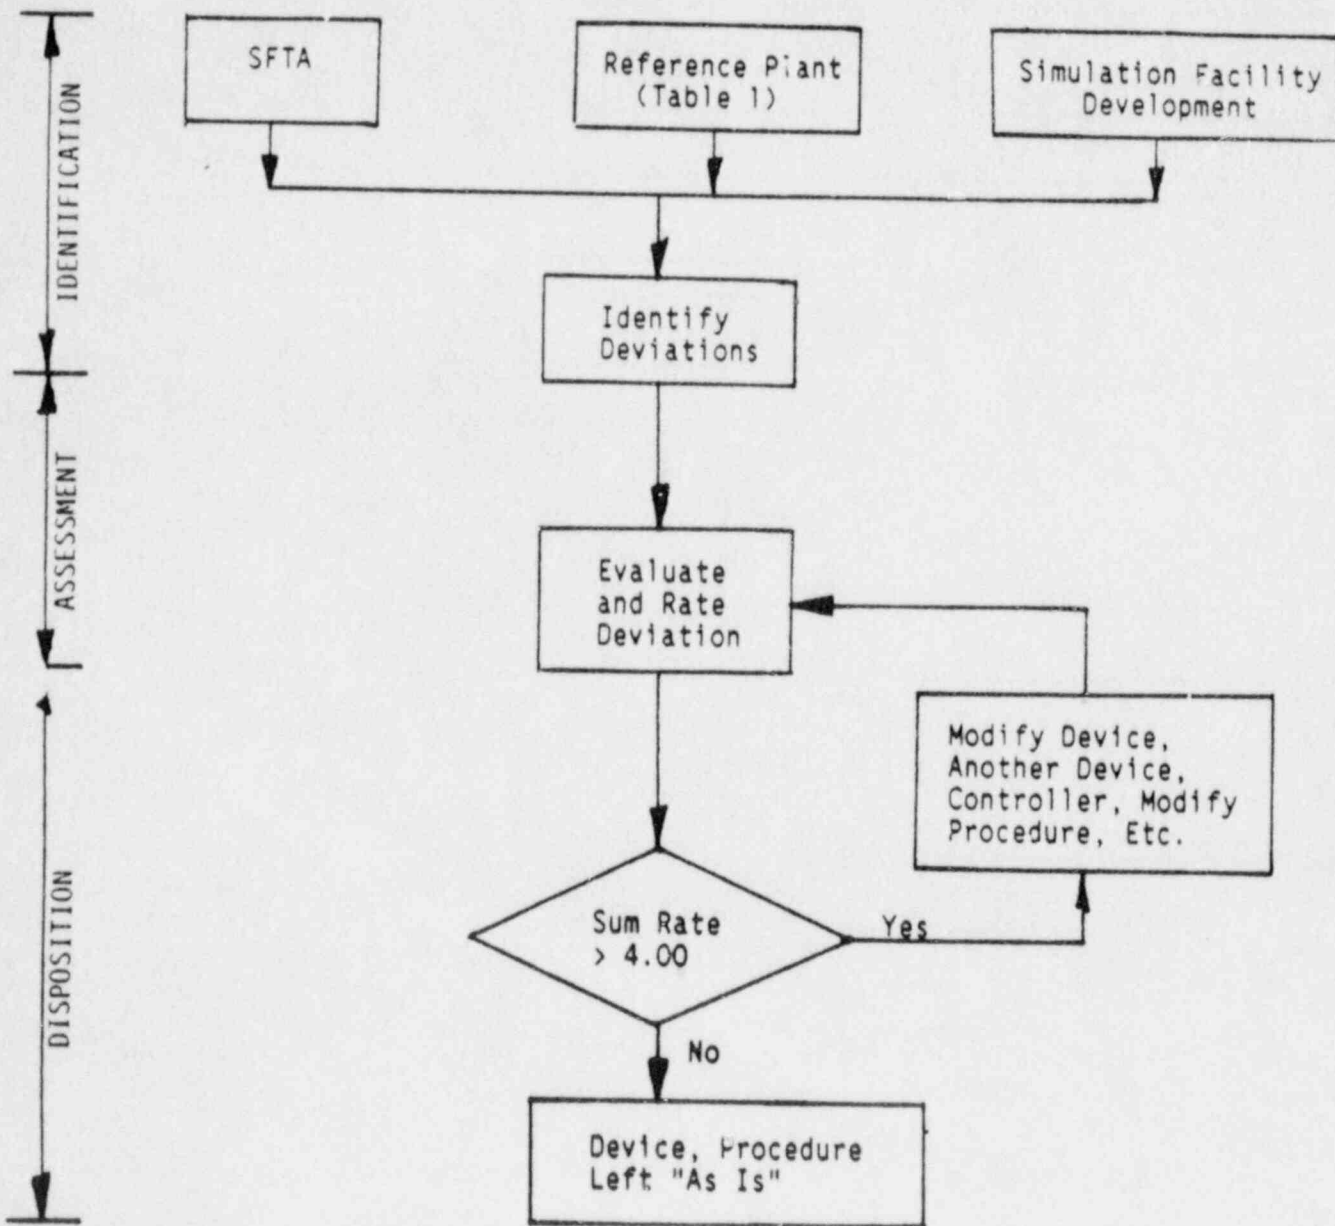 SFTA
Reference Plant
(Table 1)
Simulation Facility
Development
IDENTIFICATION
Identify
Deviations
ASSESSMENT
Evaluate
and Rate
Deviation
Modify Device,
Another Device,
Controller, Modify
Procedure, Etc.
DISPOSITION
Sum Rate
> 4.00
Yes
No
Device, Procedure
Left "As Is"